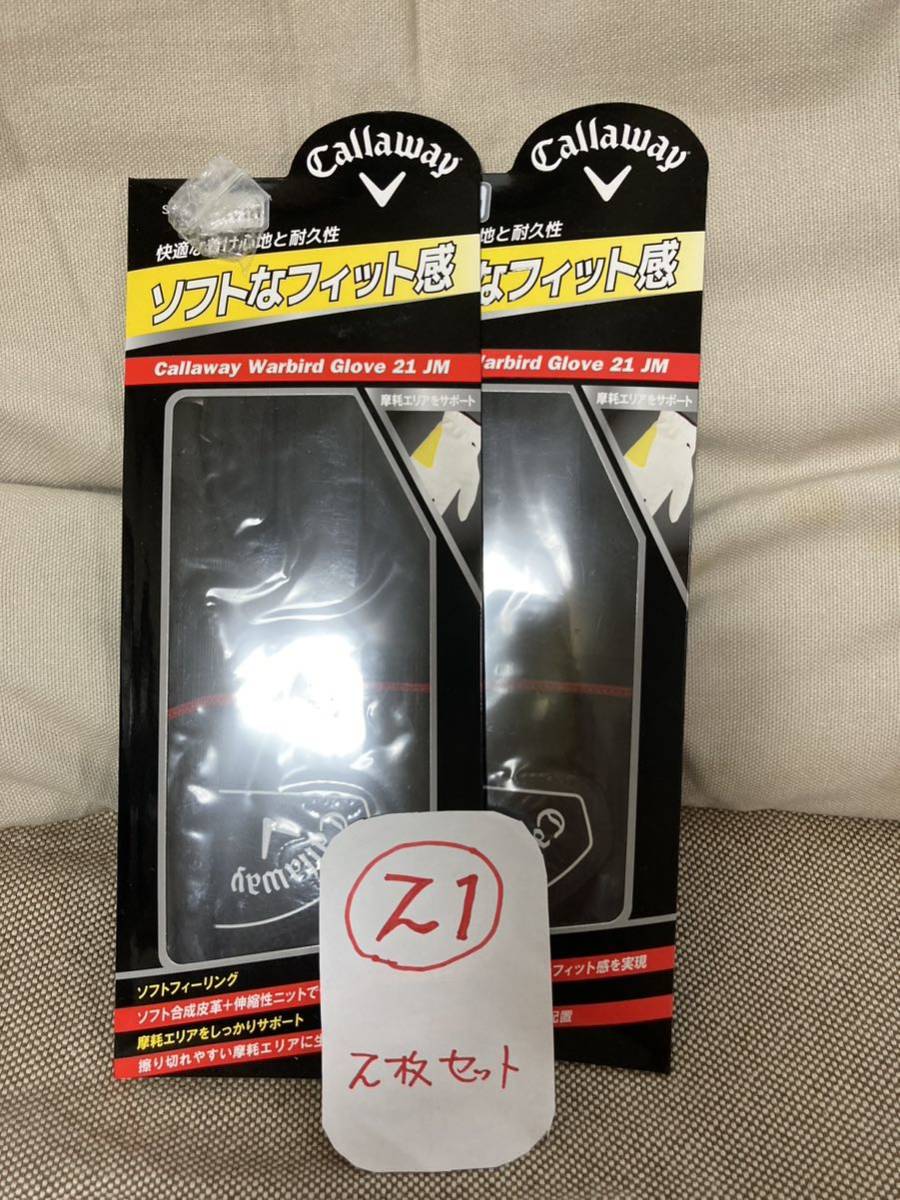 Callaway
快適な着け心地と耐久性
ソフトなフィット感
Callaway Warbird Glove 21 JM
摩耗エリアをサポート
Callaway
ソフトフィーリング
ソフト合成皮革+伸縮性ニットで
摩耗エリアをしっかりサポート
擦り切れやすい摩耗エリアに
Callaway
地と耐久性
なフィット感
Warbird Glove 21 JM
摩耗エリアをサポート
フィット感を実現
配置
Z1
2枚セット